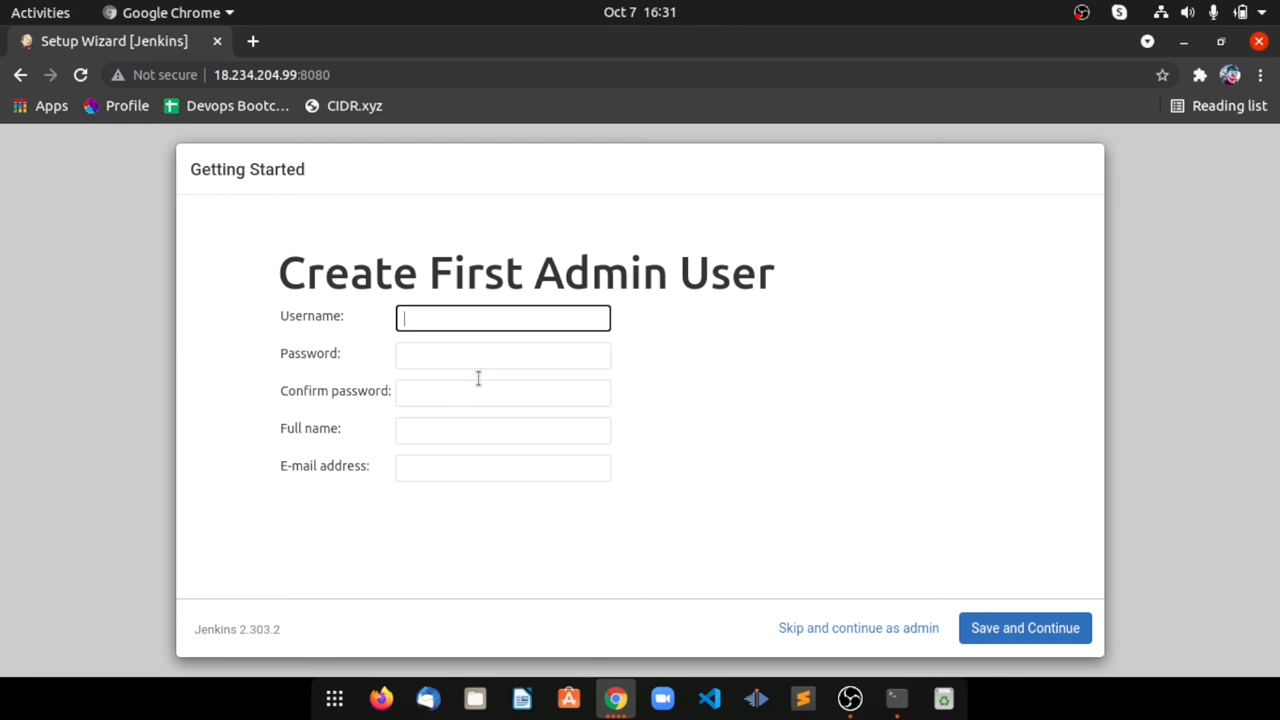 Activities Google Chrome Oct 7 16:31
Setup Wizard [Jenkins]
Not secure 18.234.204.99:8080
Apps Profile Devops Bootc... CIDR.xyz Reading list
Getting Started
Create First Admin User
Username:
Password:
Confirm password:
Full name:
E-mail address:
Jenkins 2.303.2 Skip and continue as admin Save and Continue